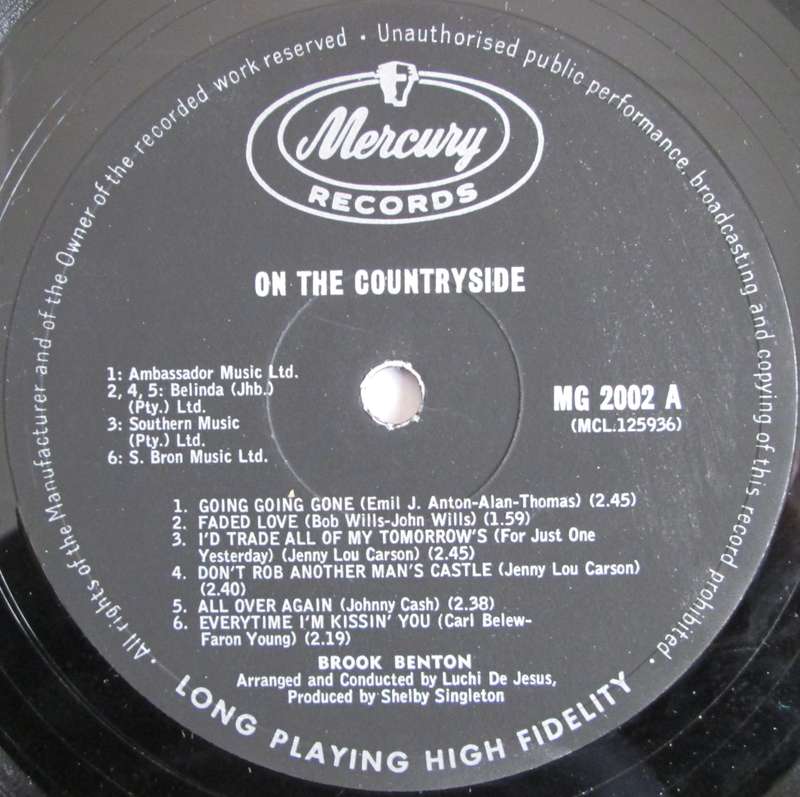 All rights of the Manufacturer and of the Owner of the recorded work reserved • Unauthorised public performance, broadcasting and copying of this record prohibited.
Mercury
RECORDS
ON THE COUNTRYSIDE
1: Ambassador Music Ltd.
2, 4, 5: Belinda (Jhb.)
(Pty.) Ltd.
3: Southern Music
(Pty.) Ltd.
6: S. Bron Music Ltd.
MG 2002 A
(MCL.125936)
1. GOING GOING GONE (Emil J. Anton-Alan-Thomas) (2.45)
2. FADED LOVE (Bob Wills-John Wills) (1.59)
3. I'D TRADE ALL OF MY TOMORROW'S (For Just One
Yesterday) (Jenny Lou Carson) (2.45)
4. DON'T ROB ANOTHER MAN'S CASTLE (Jenny Lou Carson)
(2.40)
5. ALL OVER AGAIN (Johnny Cash) (2.38)
6. EVERYTIME I'M KISSIN' YOU (Carl Belew-
Faron Young) (2.19)
BROOK BENTON
Arranged and Conducted by Luchi De Jesus,
Produced by Shelby Singleton
LONG PLAYING HIGH FIDELITY